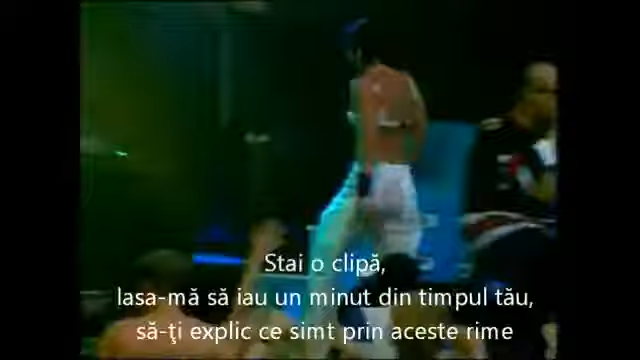 Stai o clipă,
lasa-mă să iau un minut din timpul tău,
să-ţi explic ce simt prin aceste rime